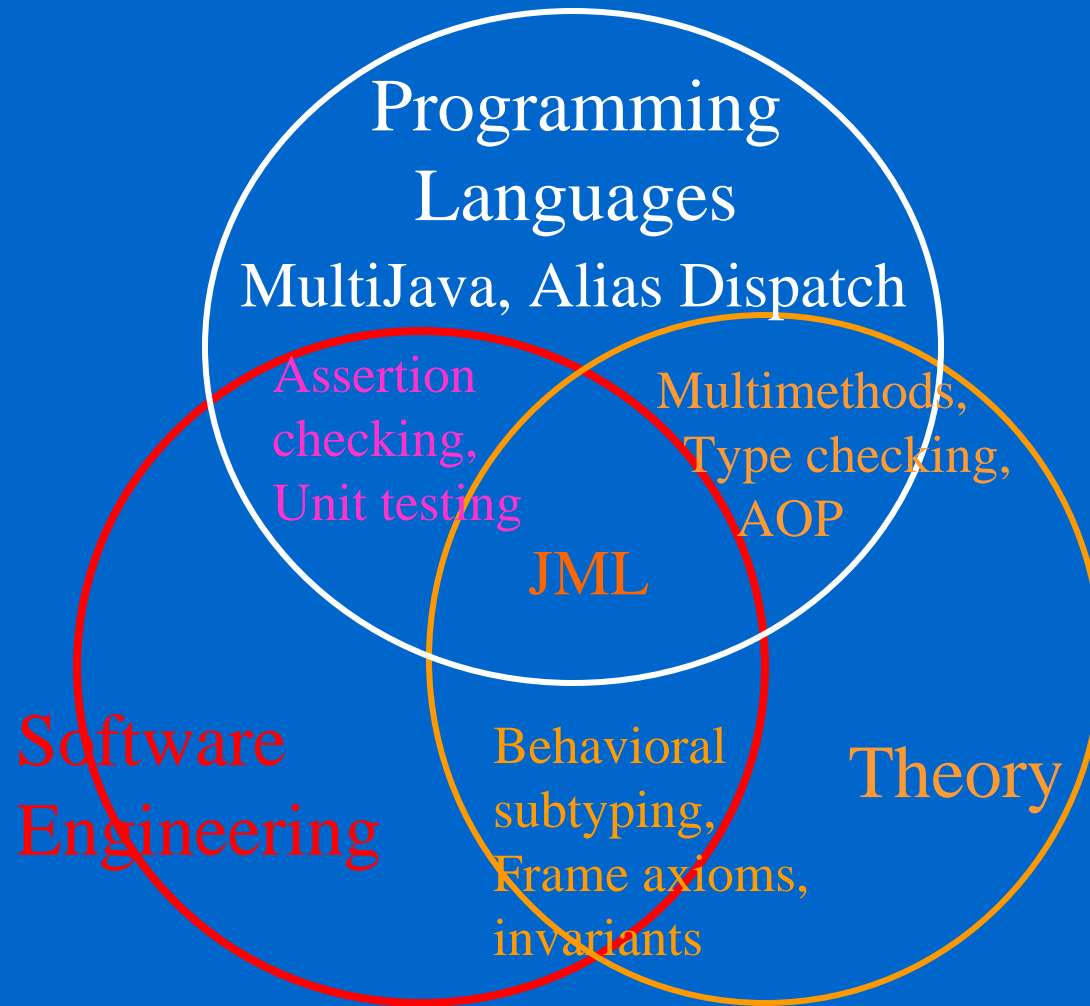 Programming
Languages
MultiJava, Alias Dispatch
Assertion
checking,
Unit testing
Multimethods,
Type checking,
AOP
JML
Software
Engineering
Behavioral
subtyping,
Frame axioms,
invariants
Theory